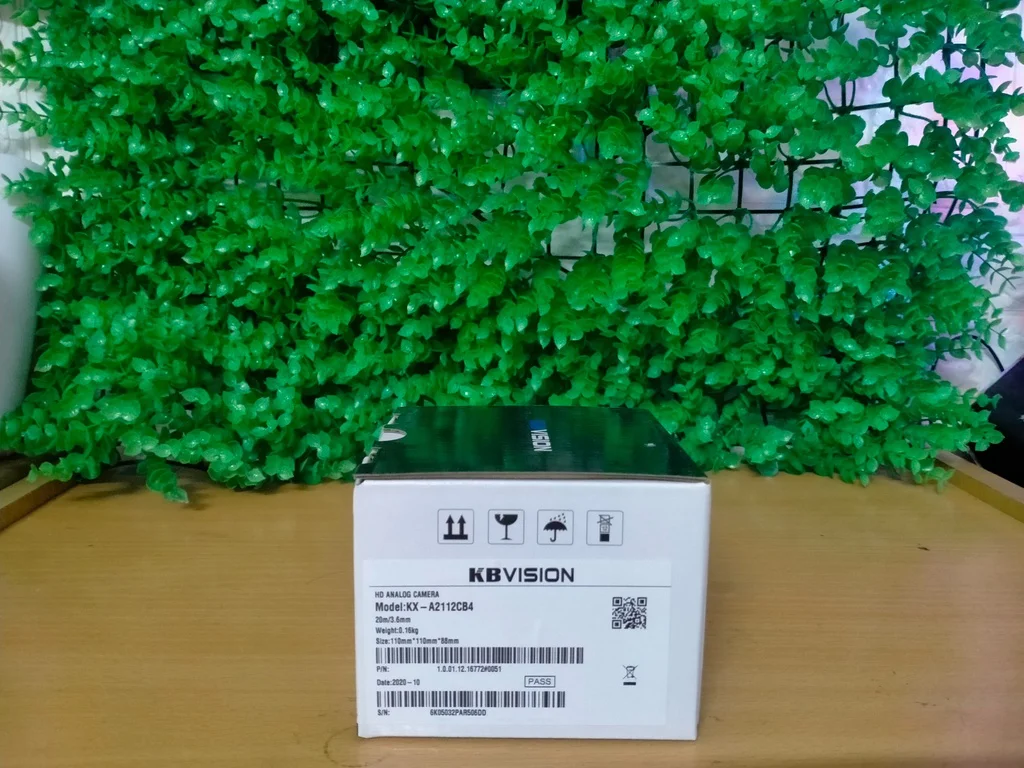 VISION
KBVISION
HD ANALOG CAMERA
Model:KX-A2112CB4
20m/3.6mm
Weight:0.16kg
Size:110mm*110mm*88mm
P/N: 1.0.01.12.16772#0051
Date:2020-10 PASS
S/N: 6K05032PAR506DD